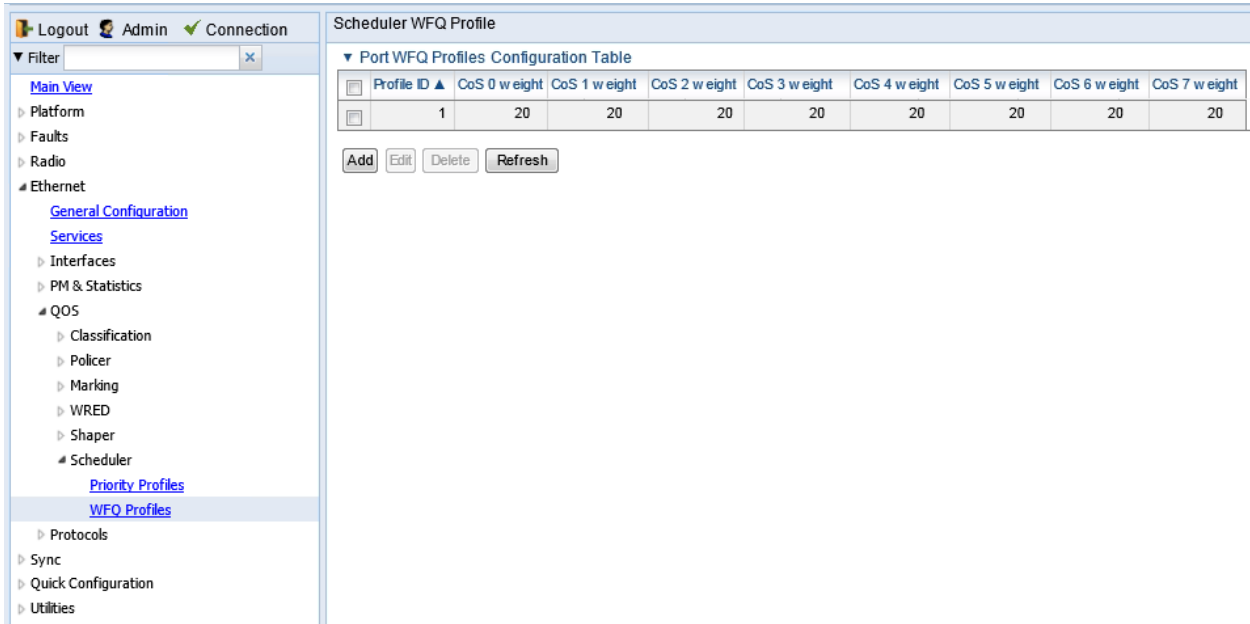 Logout Admin Connection
Filter
Main View
Platform
Faults
Radio
Ethernet
General Configuration
Services
Interfaces
PM & Statistics
QOS
Classification
Policer
Marking
WRED
Shaper
Scheduler
Priority Profiles
WFQ Profiles
Protocols
Sync
Quick Configuration
Utilities
Scheduler WFQ Profile
Port WFQ Profiles Configuration Table
Profile ID ▲ CoS 0 weight CoS 1 weight CoS 2 weight CoS 3 weight CoS 4 weight CoS 5 weight CoS 6 weight CoS 7 weight
1 20 20 20 20 20 20 20 20
Add Edit Delete Refresh